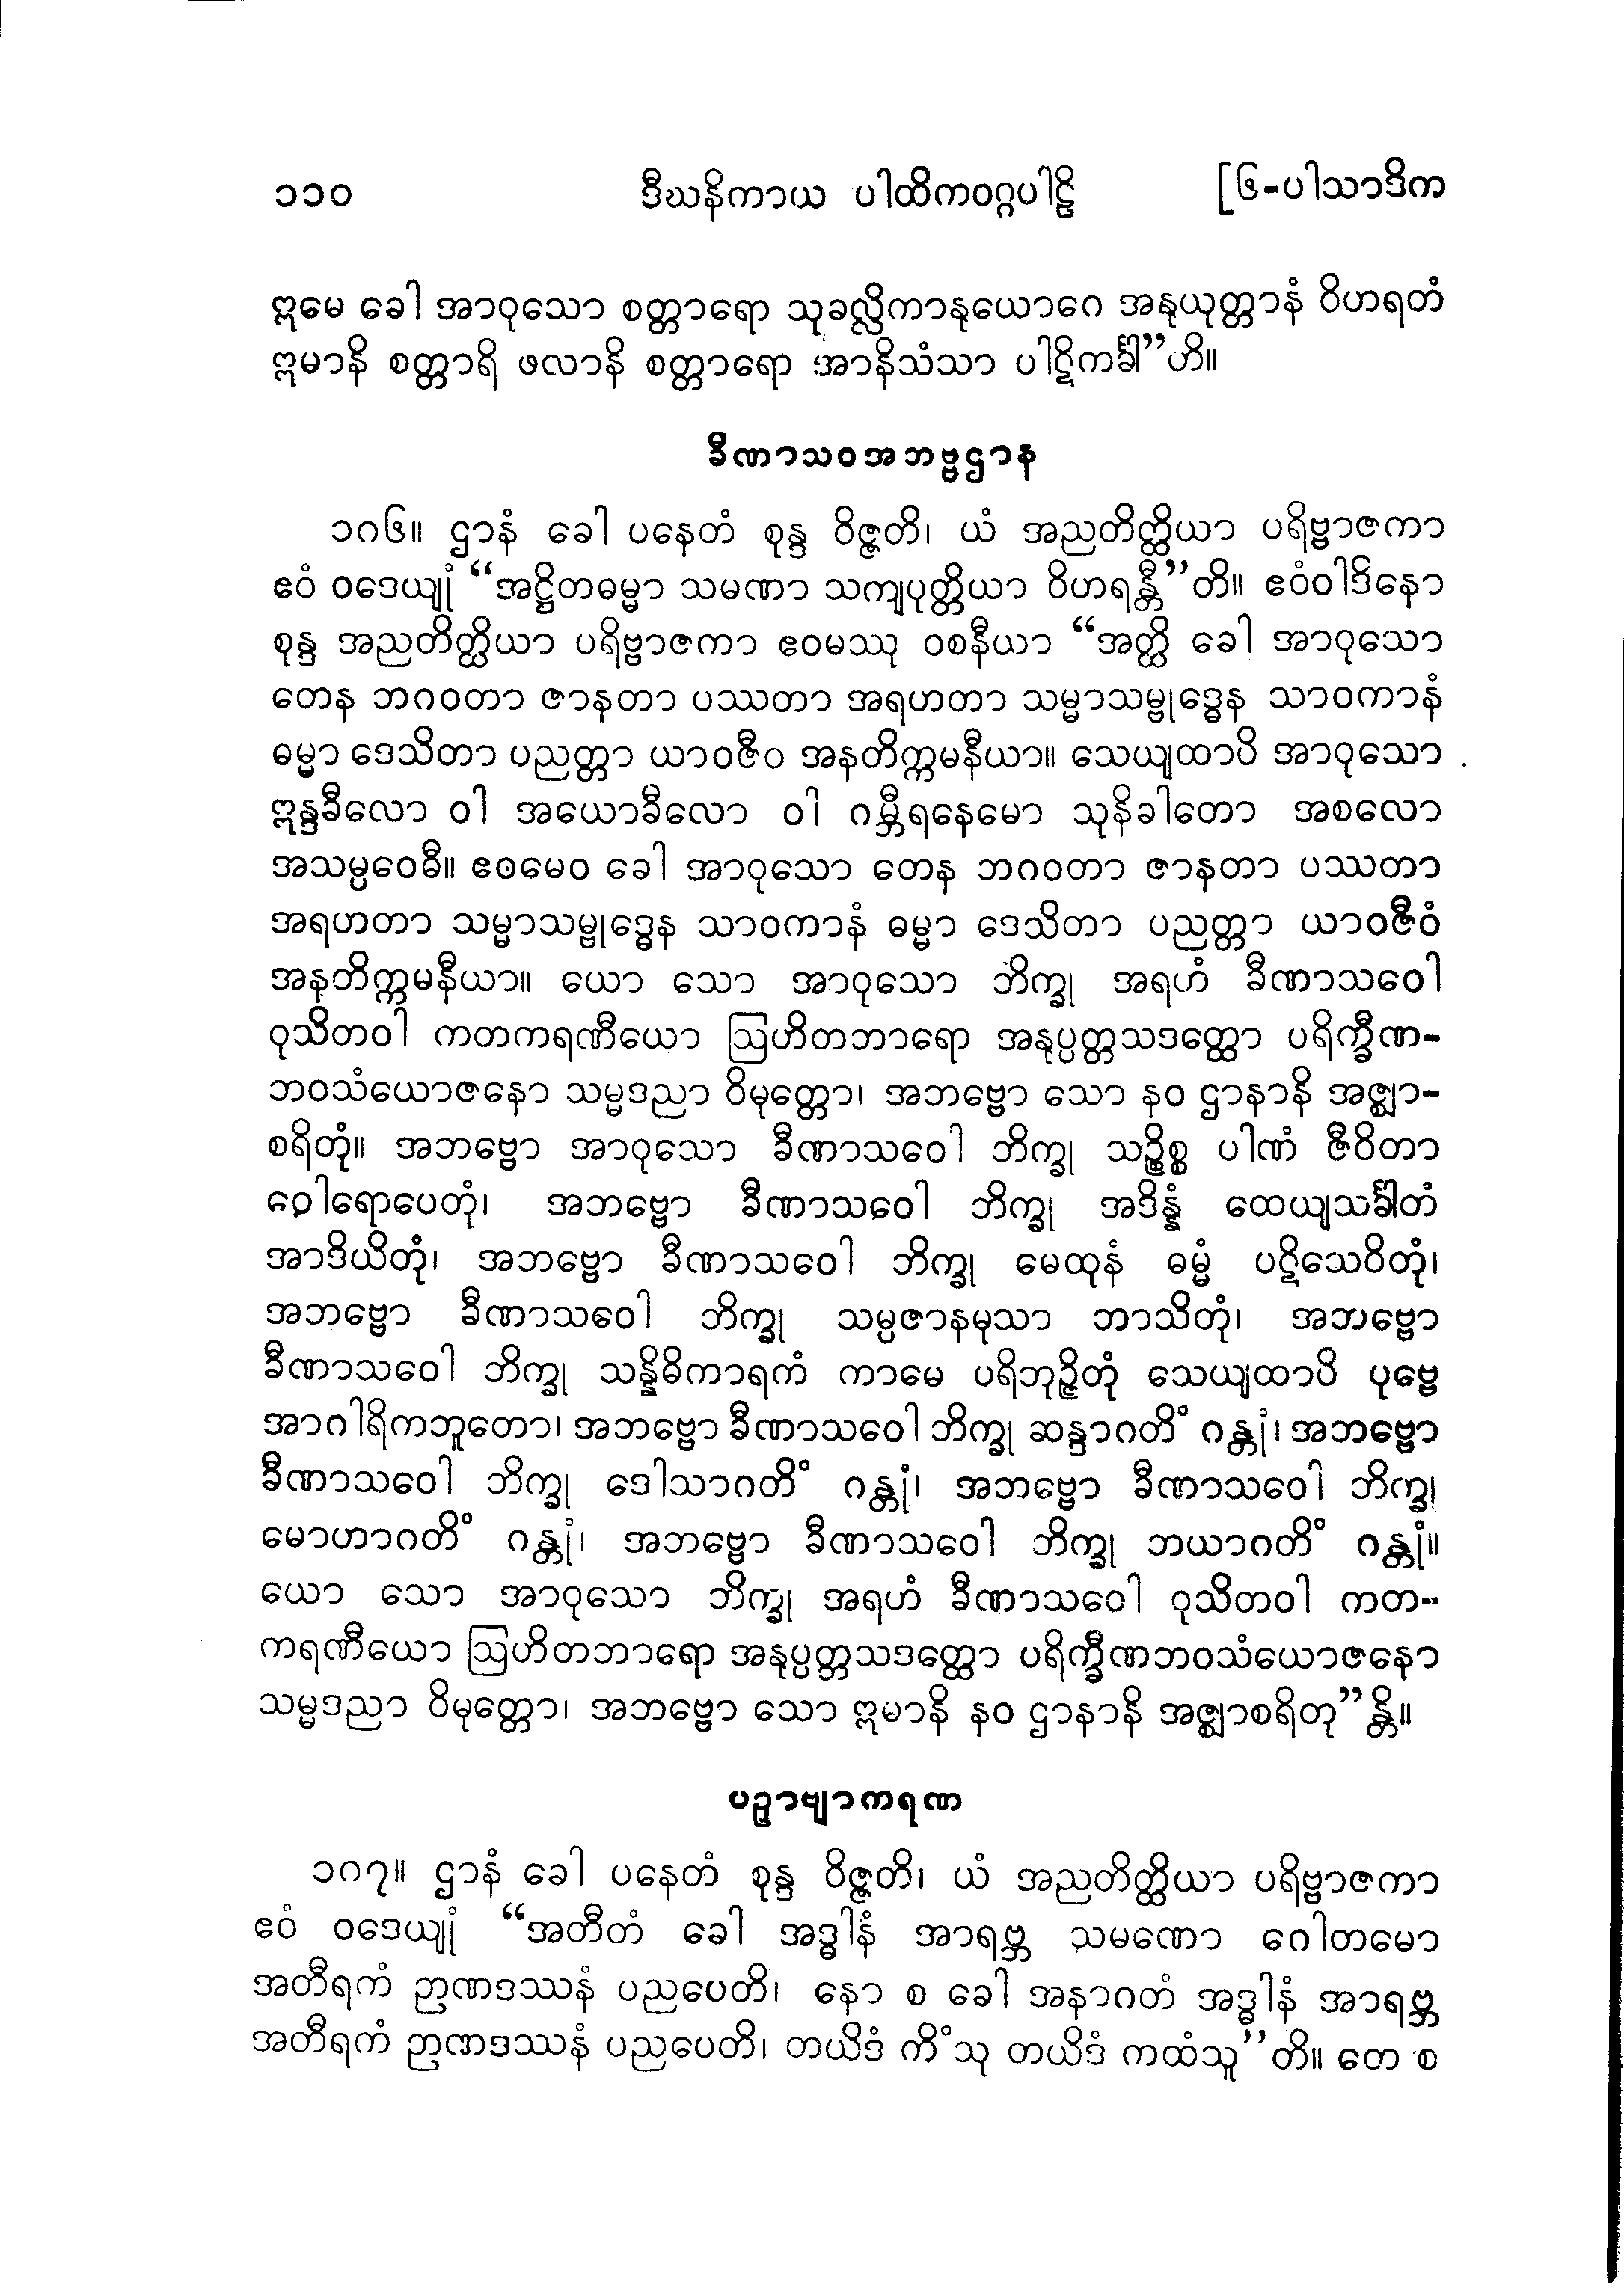 ၁၁၀ ဒီဃနိကာယ ပါထိကဝဂ္ဂပါဠိ [၆-ပါသာဒိက
ဣမေ ခေါ အာဝုသော စတ္တာရော သုခလ္လိကာနုယောဂေ အနုယုတ္တာနံ ဝိဟရတံ
ဣမာနိ စတ္တာရိ ဖလာနိ စတ္တာရော အာနိသံသာ ပါဋိကင်္ခါ”ဟိ။
ခီဏာသဝအဘဗ္ဗဌာန
၁ဂ၆။ ဌာနံ ခေါ ပနေတံ စုန္ဒ ဝိဇ္ဇတိ၊ ယံ အညတိတ္ထိယာ ပရိဗ္ဗာဇကာ
ဧဝံ ဝဒေယျုံ “အဋ္ဌိတဓမ္မာ သမဏာ သကျပုတ္တိယာ ဝိဟရန္တီ”တိ။ ဧဝံဝါဒိနော
စုန္ဒ အညတိတ္ထိယာ ပရိဗ္ဗာဇကာ ဧဝမဿု ဝစနီယာ “အတ္ထိ ခေါ အာဝုသော
တေန ဘဂဝတာ ဇာနတာ ပဿတာ အရဟတာ သမ္မာသမ္ဗုဒ္ဓေန သာဝကာနံ
ဓမ္မာ ဒေသိတာ ပညတ္တာ ယာဝဇီဝ အနတိက္ကမနီယာ။ သေယျထာပိ အာဝုသော
ဣန္ဒခီလော ဝါ အယောခီလော ဝါ ဂမ္ဘီရနေမော သုနိခါတော အစလော
အသမ္ပဝေဓီ။ ဧဝမေဝ ခေါ အာဝုသော တေန ဘဂဝတာ ဇာနတာ ပဿတာ
အရဟတာ သမ္မာသမ္ဗုဒ္ဓေန သာဝကာနံ ဓမ္မာ ဒေသိတာ ပညတ္တာ ယာဝဇီဝံ
အနတိက္ကမနီယာ။ ယော သော အာဝုသော ဘိက္ခု အရဟံ ခီဏာသဝေါ
ဝုသိတဝါ ကတကရဏီယော ဩဟိတဘာရော အနုပ္ပတ္တသဒတ္ထော ပရိက္ခီဏ-
ဘဝသံယောဇနော သမ္မဒညာ ဝိမုတ္တော၊ အဘဗ္ဗော သော နဝ ဌာနာနိ အဇ္ဈာ-
စရိတုံ။ အဘဗ္ဗော အာဝုသော ခီဏာသဝေါ ဘိက္ခု သဉ္စိစ္စ ပါဏံ ဇီဝိတာ
ဝေါရောပေတုံ၊ အဘဗ္ဗော ခီဏာသဝေါ ဘိက္ခု အဒိန္နံ ထေယျသင်္ခါတံ
အာဒိယိတုံ၊ အဘဗ္ဗော ခီဏာသဝေါ ဘိက္ခု မေထုနံ ဓမ္မံ ပဋိသေဝိတုံ၊
အဘဗ္ဗော ခီဏာသဝေါ ဘိက္ခု သမ္ပဇာနမုသာ ဘာသိတုံ၊ အဘဗ္ဗော
ခီဏာသဝေါ ဘိက္ခု သန္နိဓိကာရကံ ကာမေ ပရိဘုဉ္ဇိတုံ သေယျထာပိ ပုဗ္ဗေ
အာဂါရိကဘူတော၊ အဘဗ္ဗော ခီဏာသဝေါ ဘိက္ခု ဆန္ဒာဂတိံ ဂန္တုံ၊ အဘဗ္ဗော
ခီဏာသဝေါ ဘိက္ခု ဒေါသာဂတိံ ဂန္တုံ၊ အဘဗ္ဗော ခီဏာသဝေါ ဘိက္ခု
မောဟာဂတိံ ဂန္တုံ၊ အဘဗ္ဗော ခီဏာသဝေါ ဘိက္ခု ဘယာဂတိံ ဂန္တုံ။
ယော သော အာဝုသော ဘိက္ခု အရဟံ ခီဏာသဝေါ ဝုသိတဝါ ကတ-
ကရဏီယော ဩဟိတဘာရော အနုပ္ပတ္တသဒတ္ထော ပရိက္ခီဏဘဝသံယောဇနော
သမ္မဒညာ ဝိမုတ္တော၊ အဘဗ္ဗော သော ဣမာနိ နဝ ဌာနာနိ အဇ္ဈာစရိတု”န္တိ။
ပဥှာဗျာကရဏ
၁ဂ၇။ ဌာနံ ခေါ ပနေတံ စုန္ဒ ဝိဇ္ဇတိ၊ ယံ အညတိတ္ထိယာ ပရိဗ္ဗာဇကာ
ဧဝံ ဝဒေယျုံ “အတီတံ ခေါ အဒ္ဓါနံ အာရဗ္ဘ သမဏော ဂေါတမော
အတီရကံ ဉာဏဒဿနံ ပညပေတိ၊ နော စ ခေါ အနာဂတံ အဒ္ဓါနံ အာရဗ္ဘ
အတီရကံ ဉာဏဒဿနံ ပညပေတိ၊ တယိဒံ ကိံသု တယိဒံ ကထံသူ”တိ။ တေ စ